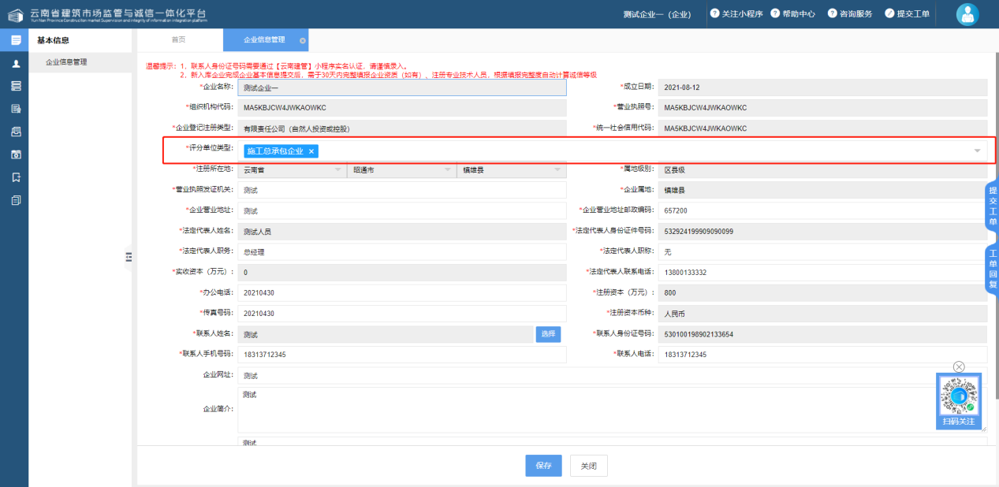 云南省建筑市场监管与诚信一体化平台
Yun Nan Province Construction market Supervision and integrity of information integration platform
测试企业一（企业）
关注小程序 帮助中心 咨询服务 提交工单
基本信息
企业信息管理
首页 企业信息管理
温馨提示：1、联系人身份证号码需要通过【云南建管】小程序实名认证，请谨慎录入。
2、新入库企业完成企业基本信息提交后，需于30天内完整填报企业资质（如有）、注册专业技术人员，根据填报完整度自动计算诚信等级
*企业名称： 测试企业一 *成立日期： 2021-08-12
*组织机构代码： MA5KBJCW4JWKAOWKC *营业执照号： MA5KBJCW4JWKAOWKC
*企业登记注册类型： 有限责任公司（自然人投资或控股） *统一社会信用代码： MA5KBJCW4JWKAOWKC
*评分单位类型： 施工总承包企业 ×
*注册所在地： 云南省 昭通市 镇雄县 *属地级别： 区县级
*营业执照发证机关： 测试 *企业属地： 镇雄县
*企业营业地址： 测试 *企业营业地址邮政编码： 657200
*法定代表人姓名： 测试人员 *法定代表人身份证件号码： 532924199909090099
*法定代表人职务： 总经理 *法定代表人职称： 无
*实收资本（万元）： 0 *法定代表人联系电话： 13800133332
*办公电话： 20210430 *注册资本（万元）： 800
*传真号码： 20210430 *注册资本币种： 人民币
*联系人姓名： 测试 选择 *联系人身份证号码： 530100198902133654
*联系人手机号码： 18313712345 *联系人电话： 18313712345
企业网址： 测试
企业简介： 测试
测试
保存 关闭
提交工单
工单回复
扫码关注